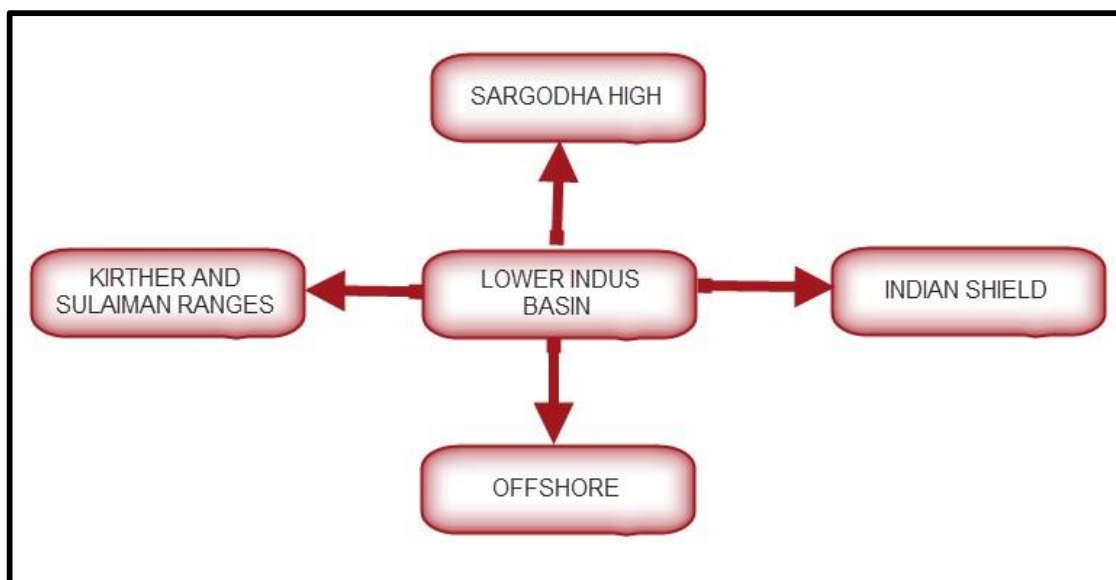 SARGODHA HIGH
KIRTHER AND
SULAIMAN RANGES
LOWER INDUS
BASIN
INDIAN SHIELD
OFFSHORE